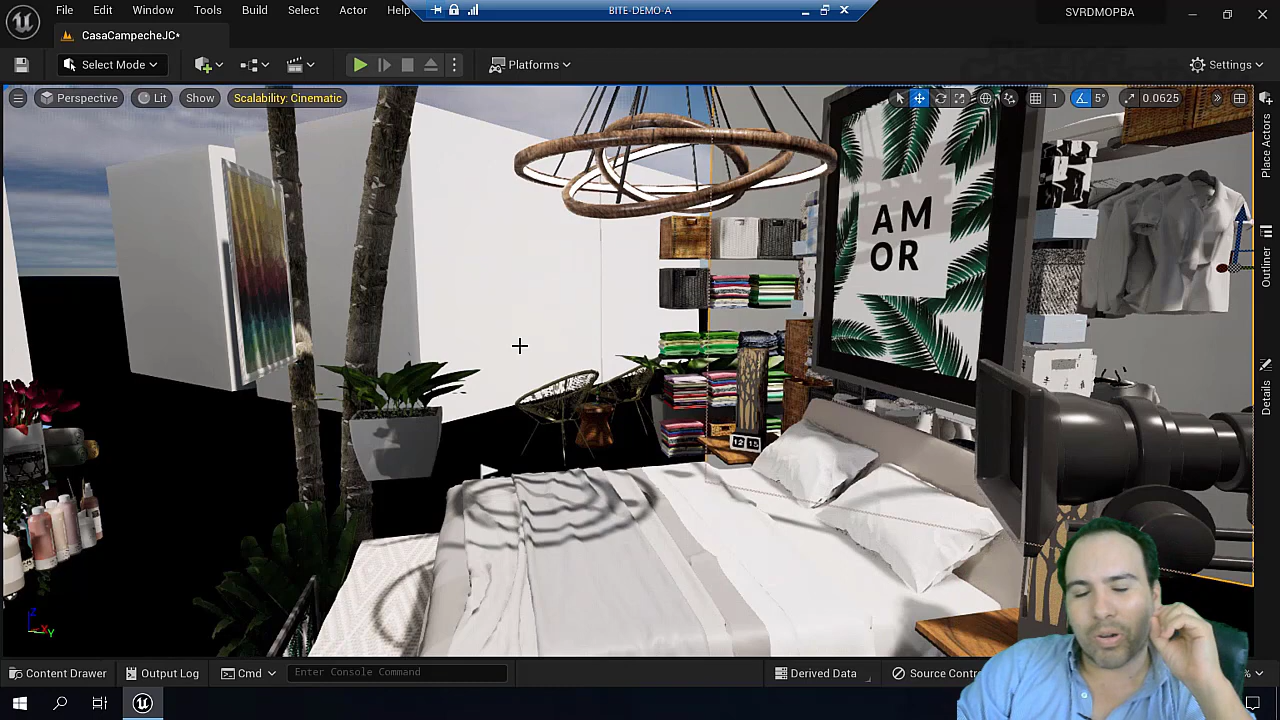 File Edit Window Tools Build Select Actor Help
BITE-DEMO-A
SVRDMOPBA
CasaCampecheJC*
Select Mode
Platforms
Settings
Perspective Lit Show Scalability: Cinematic
1 5° 0.0625
Place Actors
Outliner
Details
AM
OR
12 15
Content Drawer Output Log Cmd Enter Console Command
Derived Data
Source Contr
%
Z
X Y